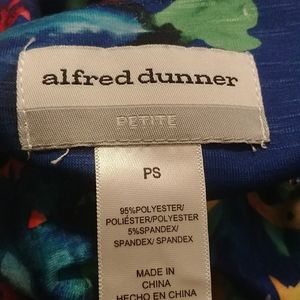 alfred dunner
PETITE
PS
95%POLYESTER/
POLIÉSTER/POLYESTER
5%SPANDEX/
SPANDEX/ SPANDEX
MADE IN
CHINA
HECHO EN CHINA